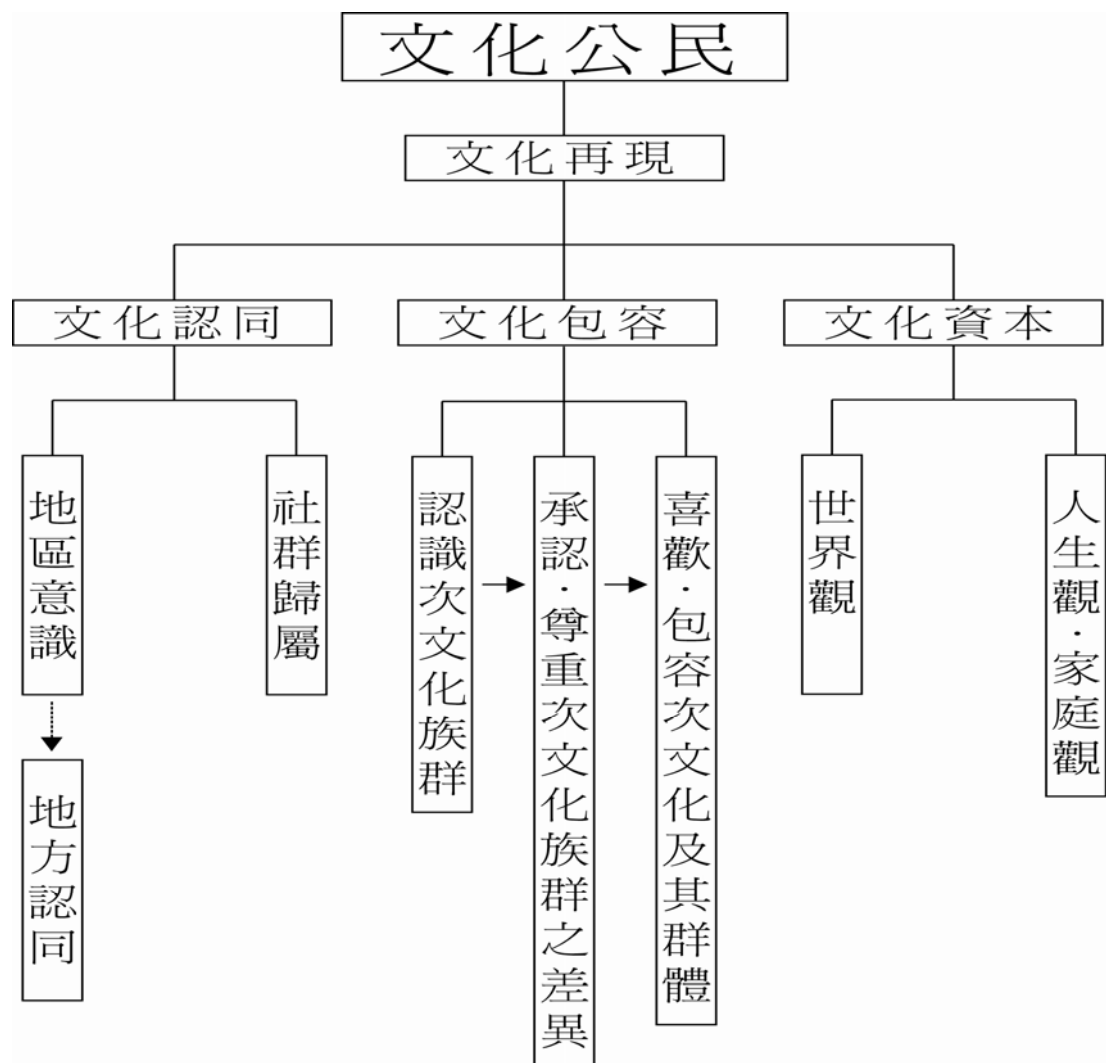 文化公民
文化再現
文化認同
文化包容
文化資本
地區意識
社群歸屬
認識次文化族群
承認‧尊重次文化族群之差異
喜歡‧包容次文化及其群體
世界觀
人生觀‧家庭觀
地方認同